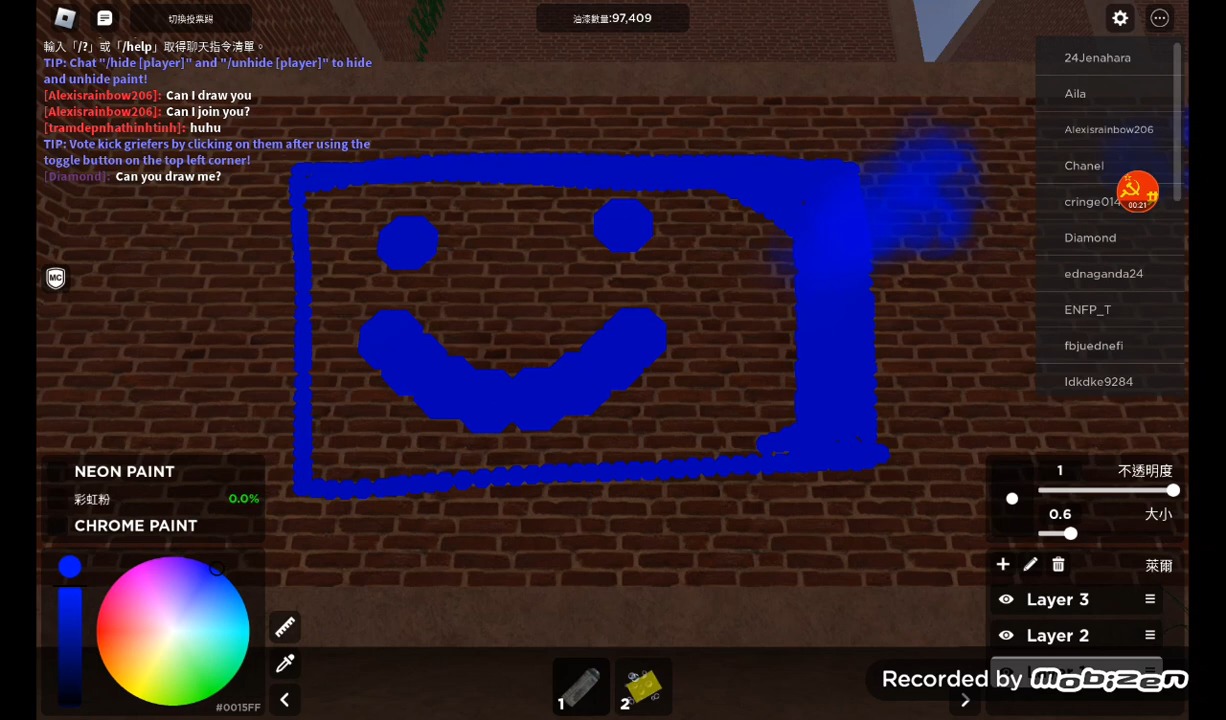 切換投票踢
油漆數量:97,409
輸入「/?」或「/help」取得聊天指令清單。
TIP: Chat "/hide [player]" and "/unhide [player]" to hide
and unhide paint!
[Alexisrainbow206]: Can I draw you
[Alexisrainbow206]: Can I join you?
[tramdepnhathinhtinh]: huhu
TIP: Vote kick griefers by clicking on them after using the
toggle button on the top left corner!
[Diamond]: Can you draw me?
24Jenahara
Aila
Alexisrainbow206
Chanel
cringe014
Diamond
ednaganda24
ENFP_T
fbjuednefi
Idkdke9284
00:21
MC
NEON PAINT
彩虹粉 0.0%
CHROME PAINT
#0015FF
1 不透明度
0.6 大小
萊爾
Layer 3
Layer 2
1
2
Recorded by mobizen